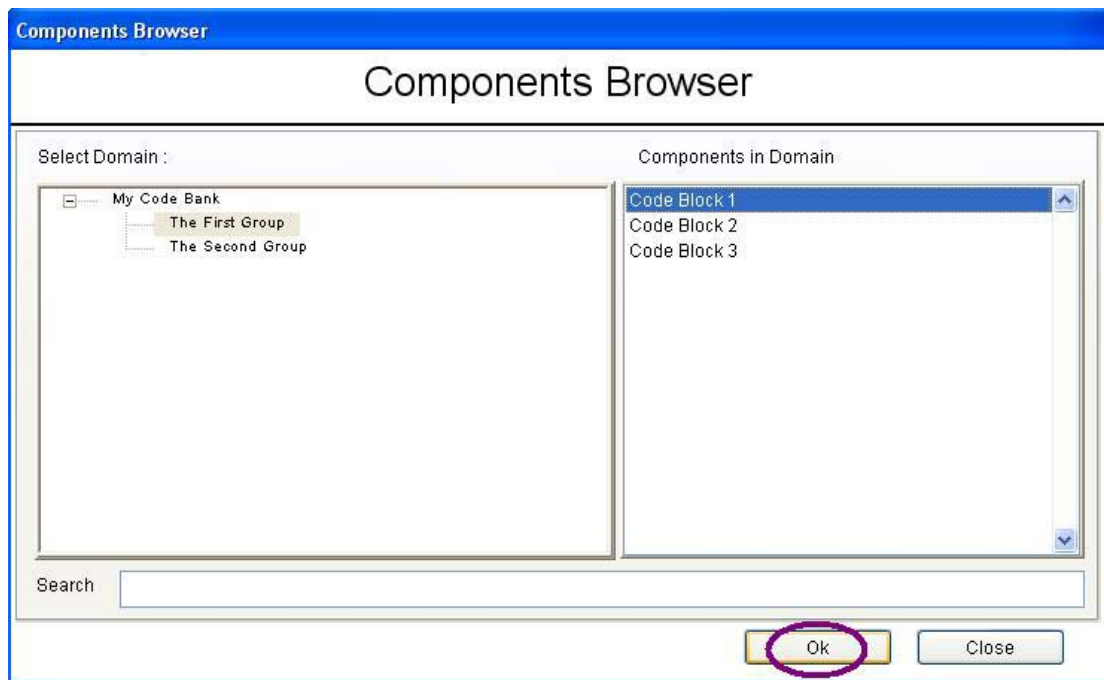 Components Browser
Components Browser
Select Domain :
My Code Bank
The First Group
The Second Group
Components in Domain
Code Block 1
Code Block 2
Code Block 3
Search
Ok
Close